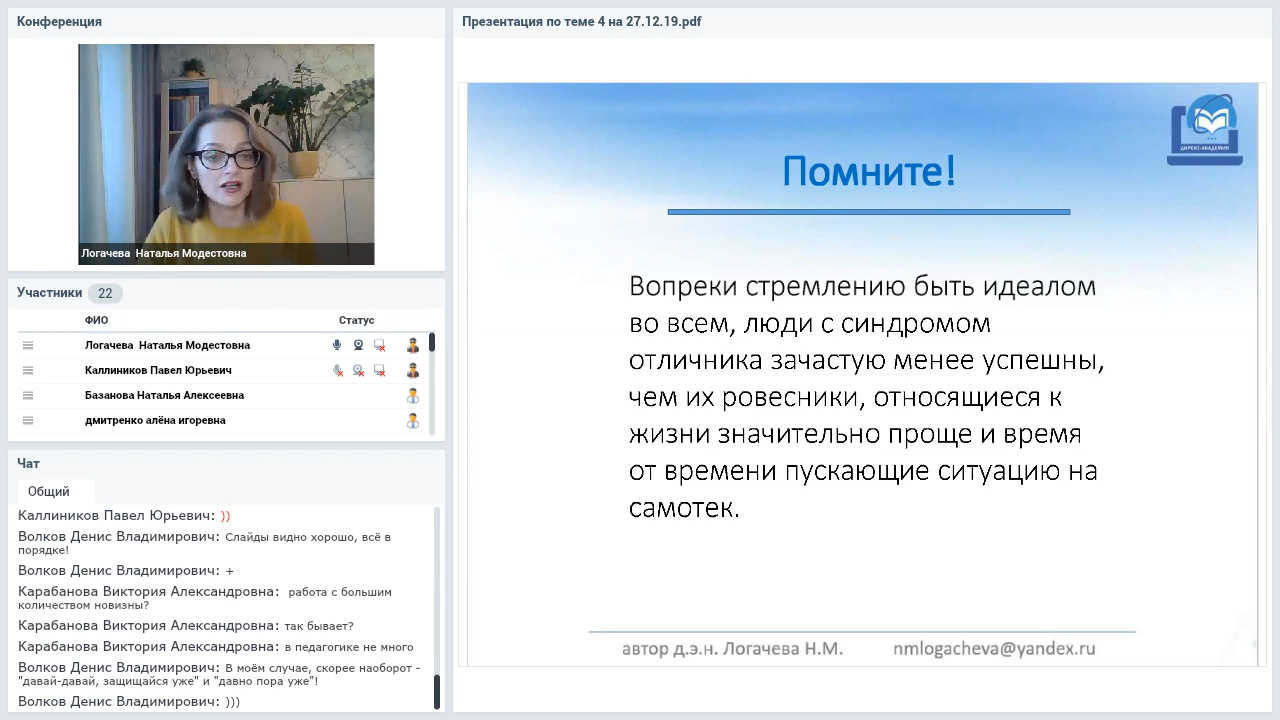 Конференция
Логачева  Наталья Модестовна
Участники 22
ФИО Статус
Логачева  Наталья Модестовна
Каллиников Павел Юрьевич
Базанова Наталья Алексеевна
дмитренко алёна игоревна
Чат
Общий
Каллиников Павел Юрьевич: ))
Волков Денис Владимирович: Слайды видно хорошо, всё в
порядке!
Волков Денис Владимирович: +
Карабанова Виктория Александровна:  работа с большим
количеством новизны?
Карабанова Виктория Александровна: так бывает?
Карабанова Виктория Александровна: в педагогике не много
Волков Денис Владимирович: В моём случае, скорее наоборот -
"давай-давай, защищайся уже" и "давно пора уже"!
Волков Денис Владимирович: )))
Презентация по теме 4 на 27.12.19.pdf
ДИРЕКТ-АКАДЕМИЯ
Помните!
Вопреки стремлению быть идеалом
во всем, люди с синдромом
отличника зачастую менее успешны,
чем их ровесники, относящиеся к
жизни значительно проще и время
от времени пускающие ситуацию на
самотек.
автор д.э.н. Логачева Н.М. nmlogacheva@yandex.ru